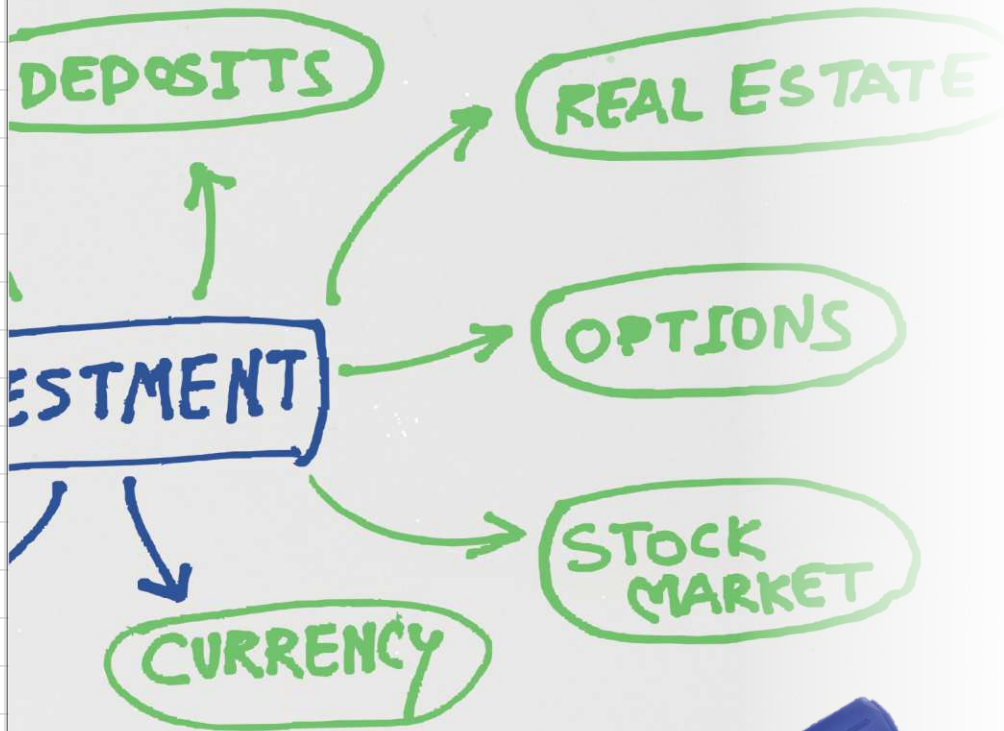 DEPOSITS
REAL ESTATE
OPTIONS
ESTMENT
STOCK
MARKET
CURRENCY